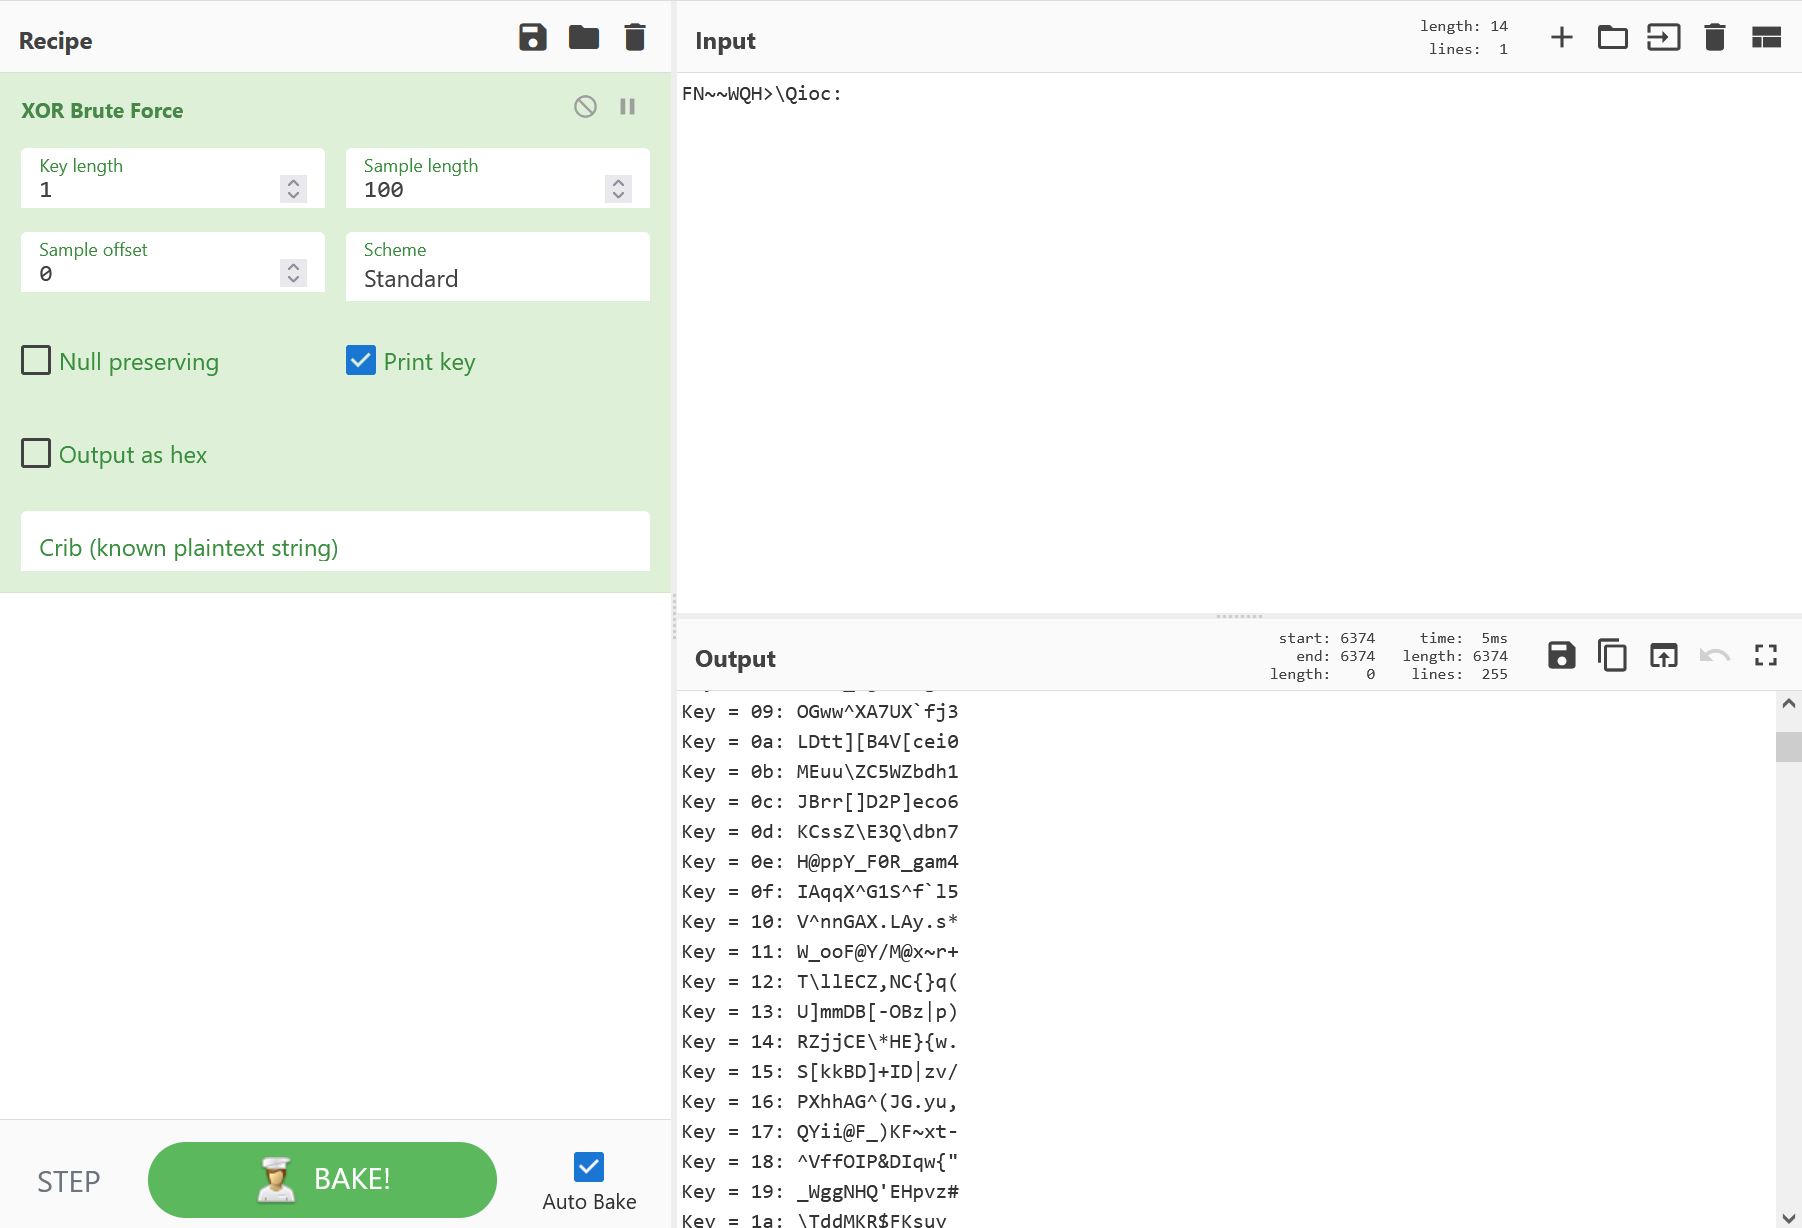 Recipe
XOR Brute Force
Key length
1
Sample length
100
Sample offset
0
Scheme
Standard
Null preserving
Print key
Output as hex
Crib (known plaintext string)
STEP
BAKE!
Auto Bake
Input
length: 14
lines: 1
FN~~WQH>\Qioc:
Output
start: 6374
end: 6374
length: 0
time: 5ms
length: 6374
lines: 255
Key = 09: OGww^XA7UX`fj3
Key = 0a: LDtt][B4V[cei0
Key = 0b: MEuu\ZC5WZbdh1
Key = 0c: JBrr[]D2P]eco6
Key = 0d: KCssZ\E3Q\dbn7
Key = 0e: H@ppY_F0R_gam4
Key = 0f: IAqqX^G1S^f`l5
Key = 10: V^nnGAX.LAy.s*
Key = 11: W_ooF@Y/M@x~r+
Key = 12: T\llECZ,NC{}q(
Key = 13: U]mmDB[-OBz|p)
Key = 14: RZjjCE\*HE}{w.
Key = 15: S[kkBD]+ID|zv/
Key = 16: PXhhAG^(JG.yu,
Key = 17: QYii@F_)KF~xt-
Key = 18: ^VffOIP&DIqw{"
Key = 19: _WggNHQ'EHpvz#
Key = 1a: \TddMKR$FKsuy